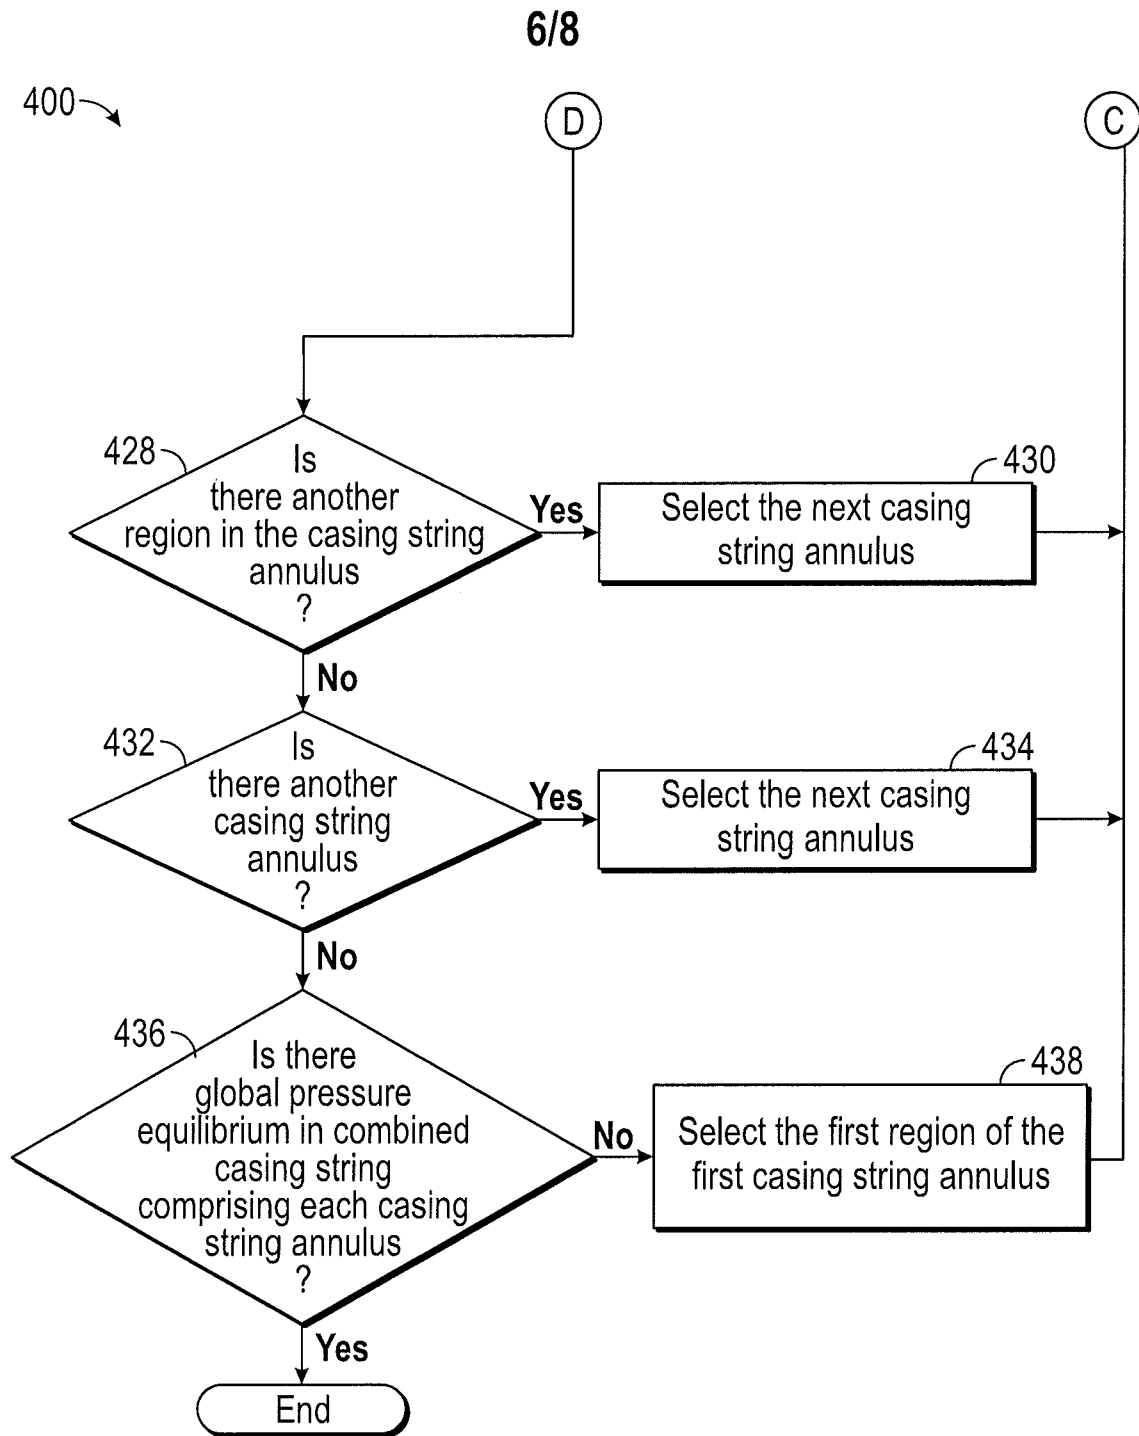 6/8
400
D
C
428
Is
there another
region in the casing string
annulus
?
Yes
430
Select the next casing
string annulus
No
432
Is
there another
casing string
annulus
?
Yes
434
Select the next casing
string annulus
No
436
Is there
global pressure
equilibrium in combined
casing string
comprising each casing
string annulus
?
No
438
Select the first region of the
first casing string annulus
Yes
End